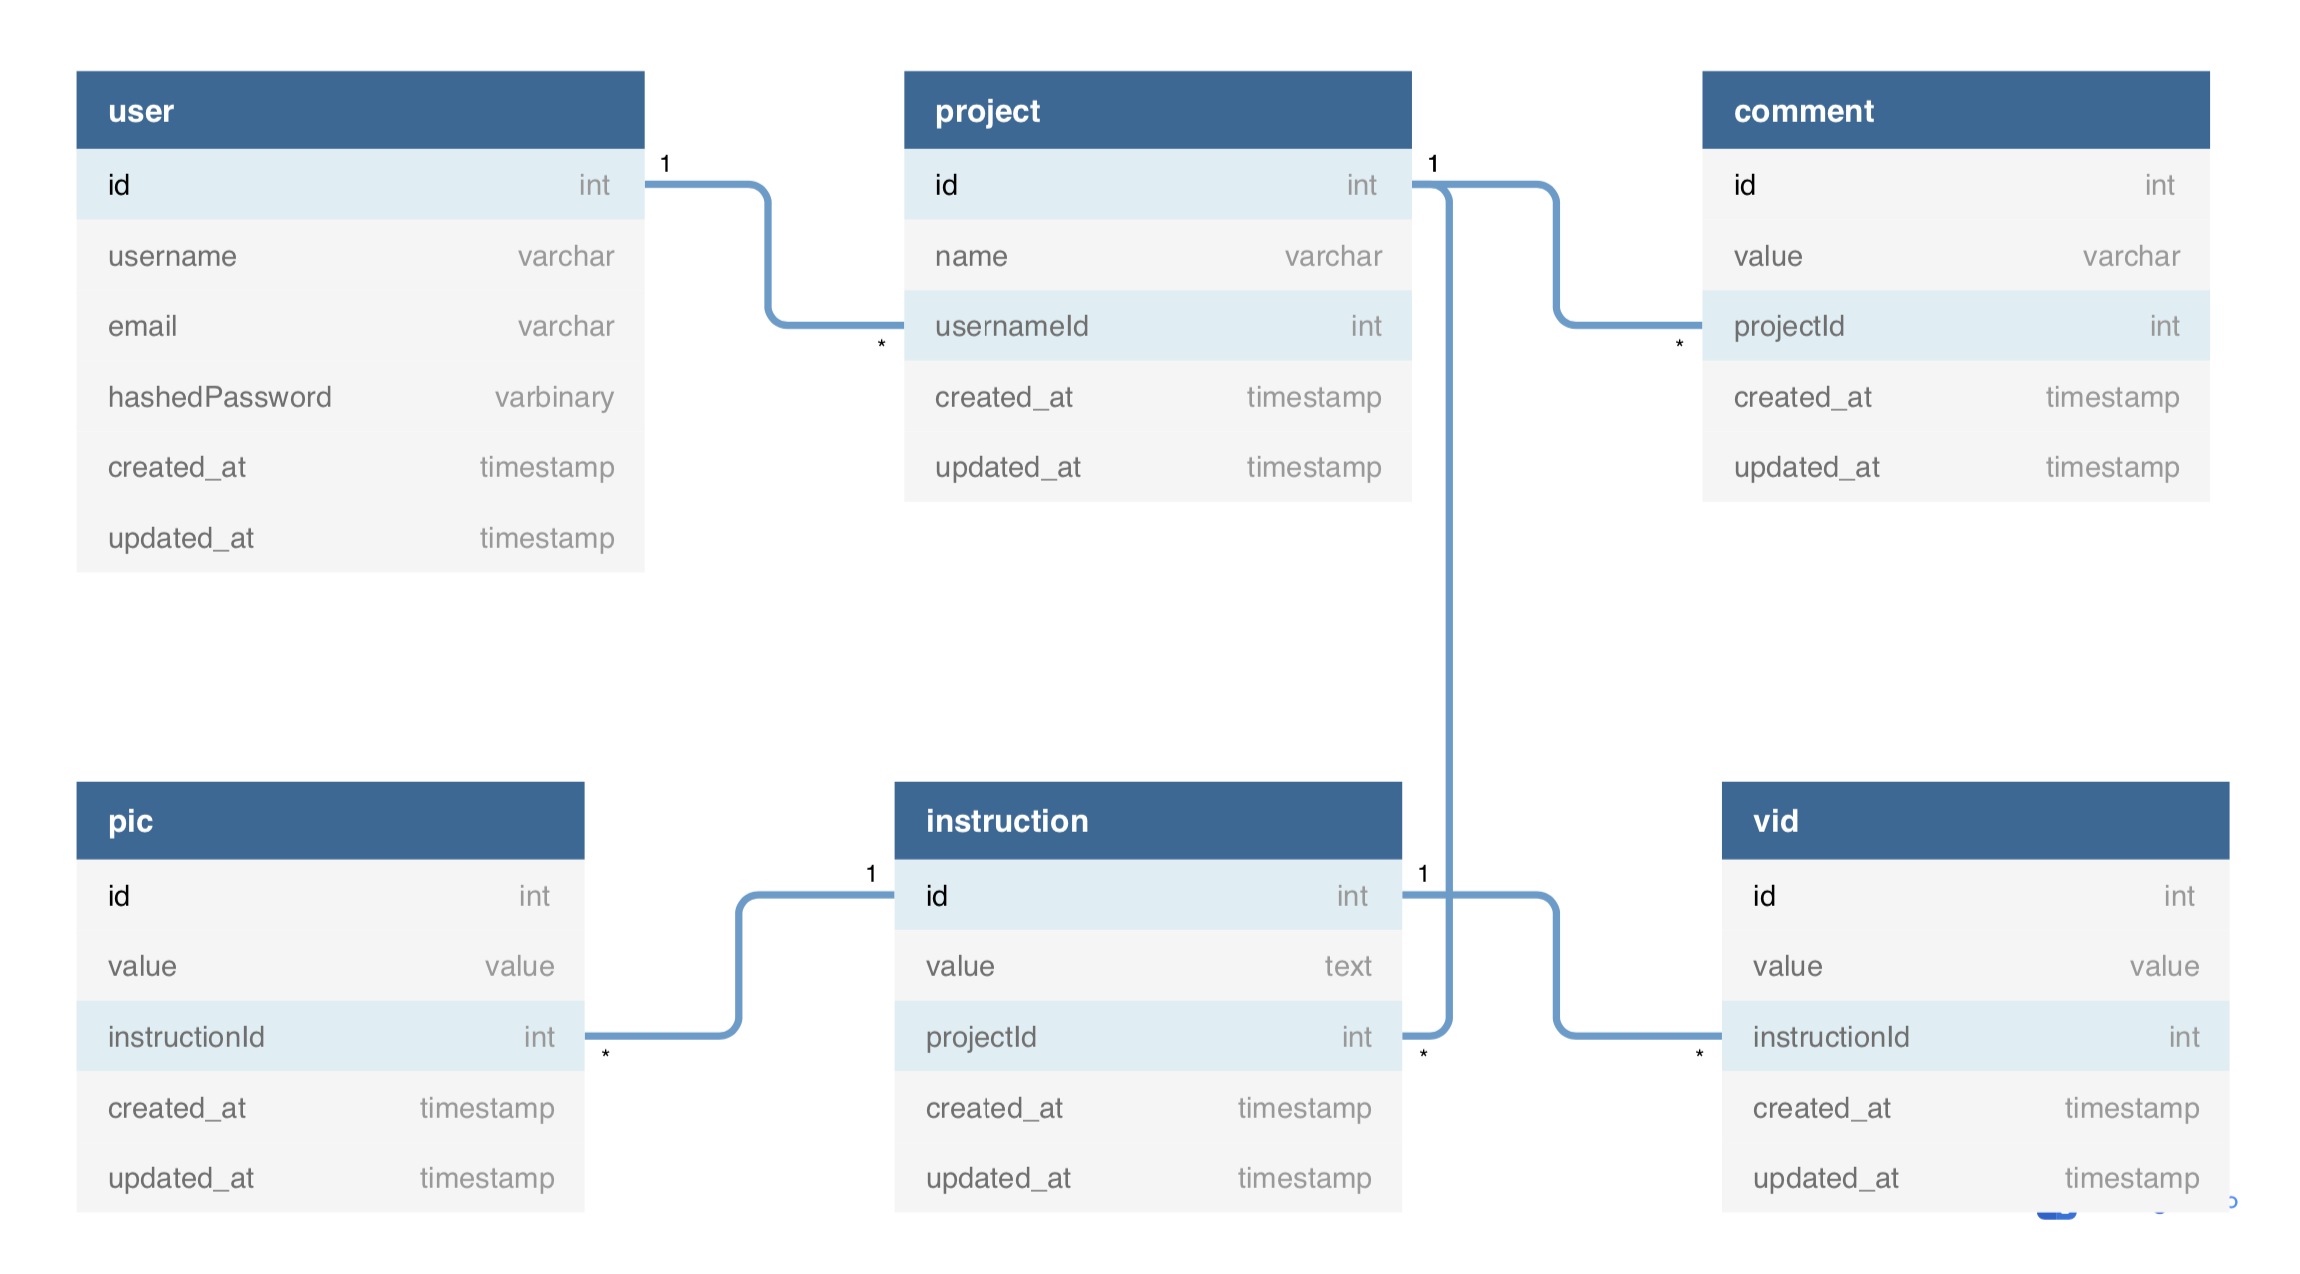 user
id int
username varchar
email varchar
hashedPassword varbinary
created_at timestamp
updated_at timestamp
1
*
project
id int
name varchar
usernameId int
created_at timestamp
updated_at timestamp
1
*
comment
id int
value varchar
projectId int
created_at timestamp
updated_at timestamp
pic
id int
value value
instructionId int
created_at timestamp
updated_at timestamp
*
1
instruction
id int
value text
projectId int
created_at timestamp
updated_at timestamp
1
*
*
vid
id int
value value
instructionId int
created_at timestamp
updated_at timestamp